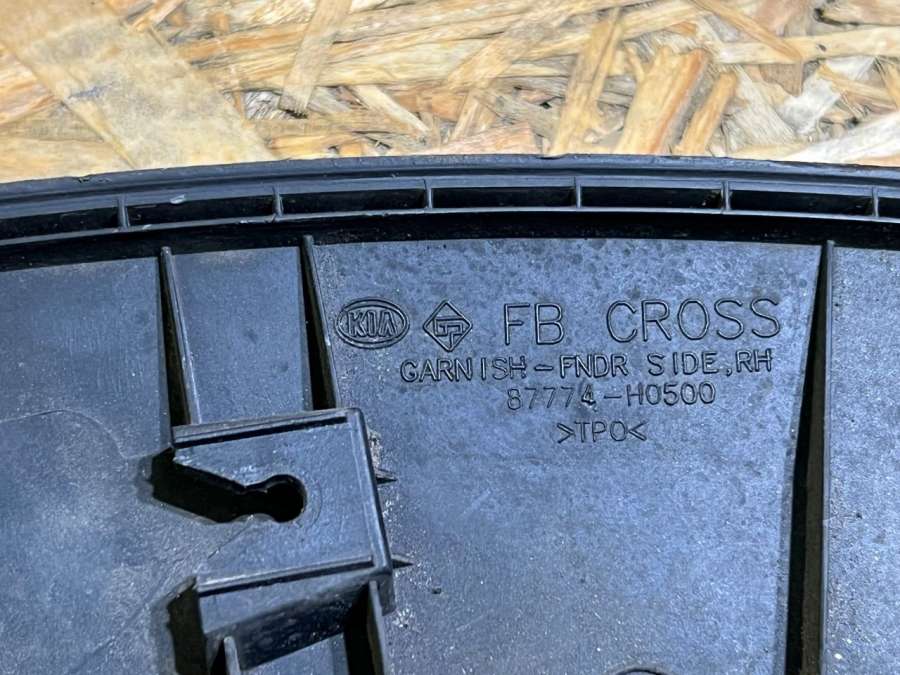 KIA FB CROSS
GARNISH-FNDR SIDE,RH
87774-H0500
>TPO<